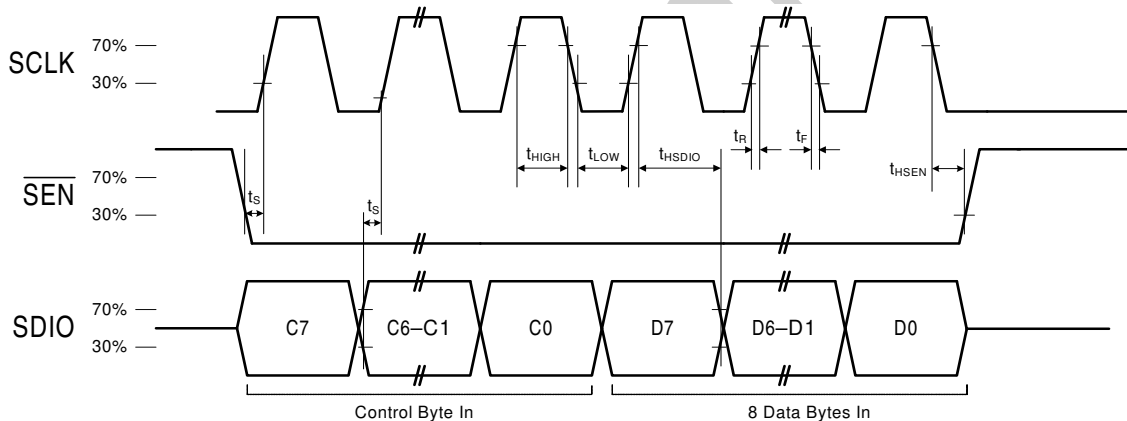 SCLK
70%
30%
tR
tF
tHIGH
tLOW
tHSDIO
tHSEN
SEN
70%
30%
tS
tS
SDIO
70%
30%
C7
C6–C1
C0
D7
D6–D1
D0
Control Byte In
8 Data Bytes In